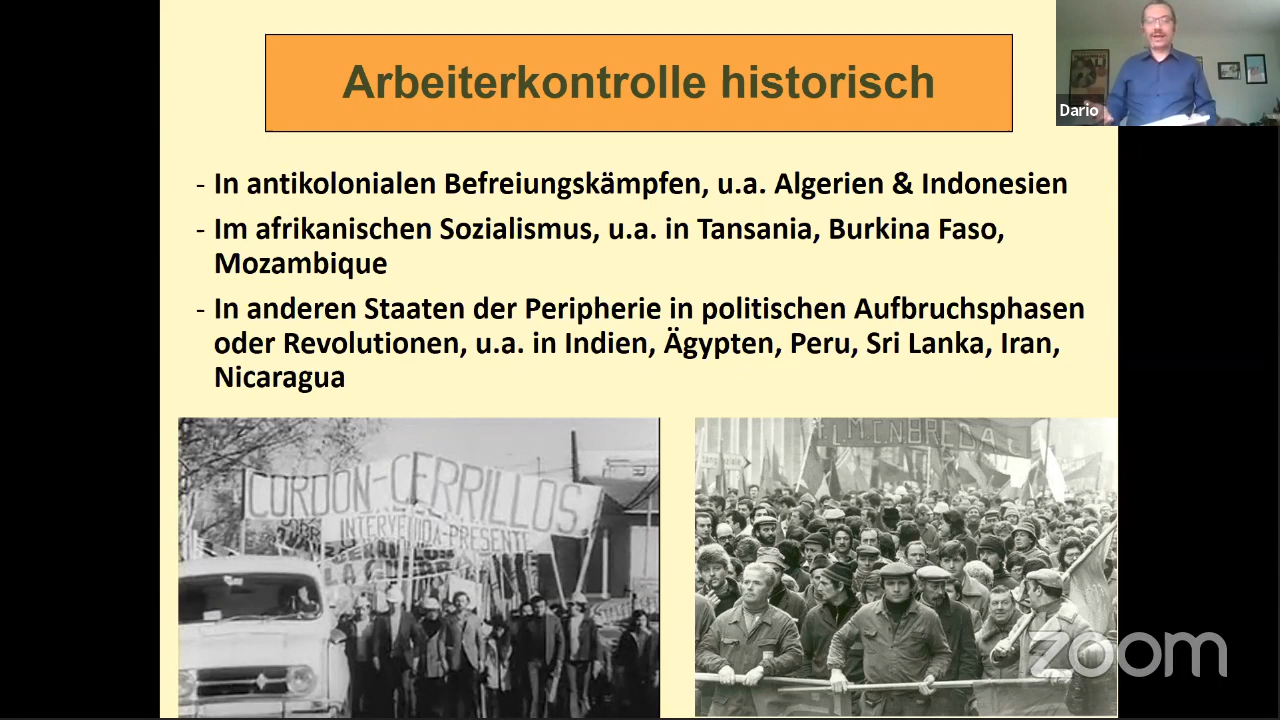 Arbeiterkontrolle historisch
Dario
- In antikolonialen Befreiungskämpfen, u.a. Algerien & Indonesien
- Im afrikanischen Sozialismus, u.a. in Tansania, Burkina Faso,
Mozambique
- In anderen Staaten der Peripherie in politischen Aufbruchsphasen
oder Revolutionen, u.a. in Indien, Ägypten, Peru, Sri Lanka, Iran,
Nicaragua
CORDON-CERRILLOS
PRESENTE
zoom